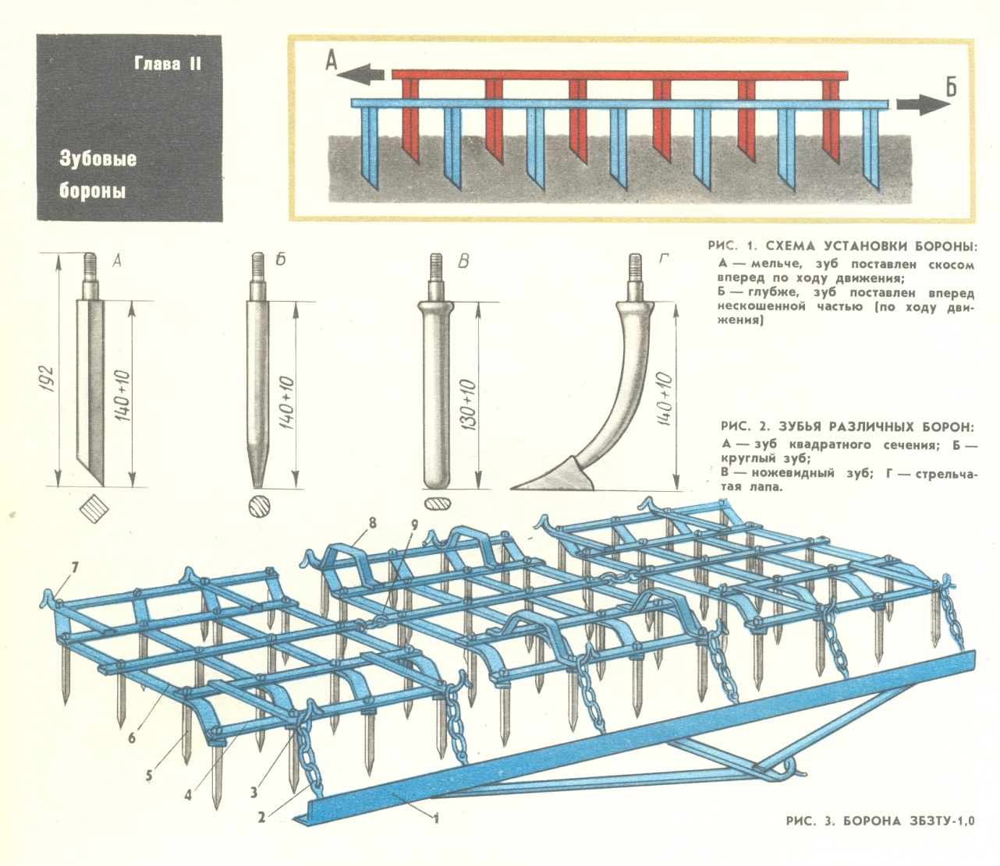 Глава II
Зубовые
бороны
А
Б
РИС. 1. СХЕМА УСТАНОВКИ БОРОНЫ:
А — мельче, зуб поставлен скосом
вперед по ходу движения;
Б — глубже, зуб поставлен вперед
нескошенной частью (по ходу дви-
жения)
А
Б
В
Г
192
140+10
140+10
130+10
140+10
РИС. 2. ЗУБЬЯ РАЗЛИЧНЫХ БОРОН:
А — зуб квадратного сечения; Б —
круглый зуб;
В — ножевидный зуб; Г — стрельча-
тая лапа.
8
9
7
6
5
4
3
2
1
РИС. 3. БОРОНА ЗБЗТУ-1,0